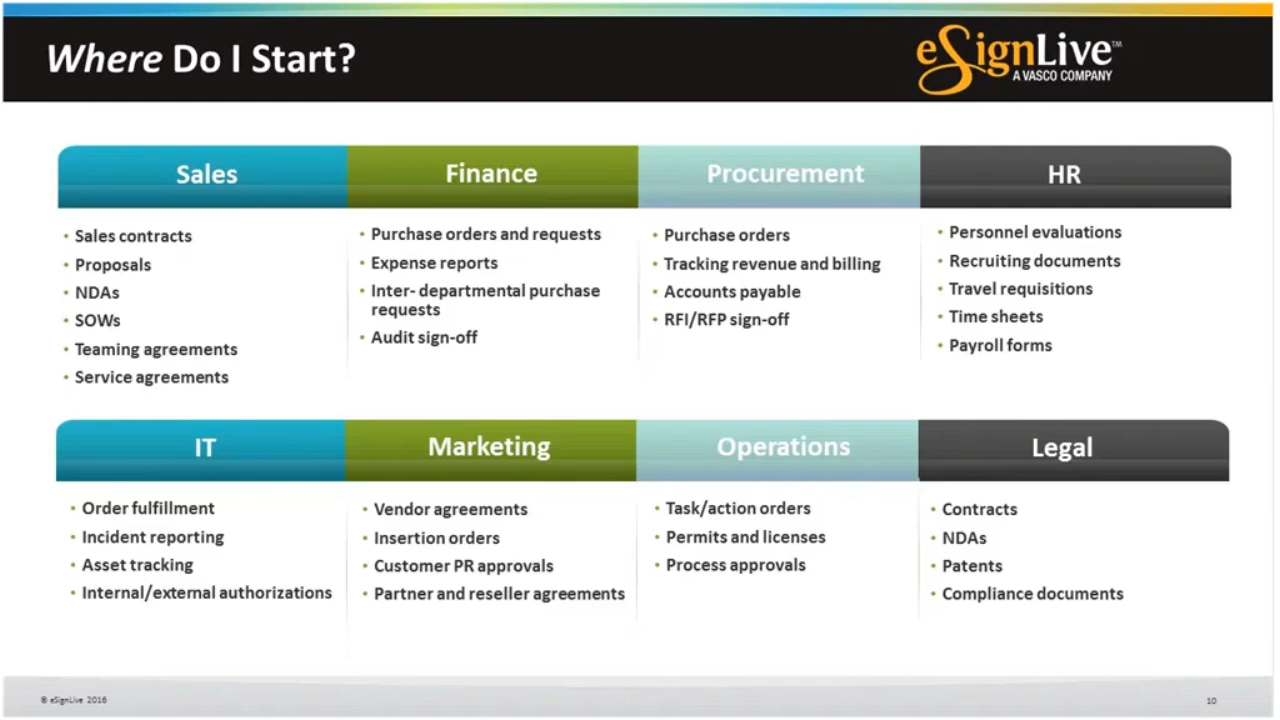 Where Do I Start?
eSignLive™
A VASCO COMPANY
Sales
• Sales contracts
• Proposals
• NDAs
• SOWs
• Teaming agreements
• Service agreements
Finance
• Purchase orders and requests
• Expense reports
• Inter- departmental purchase
requests
• Audit sign-off
Procurement
• Purchase orders
• Tracking revenue and billing
• Accounts payable
• RFI/RFP sign-off
HR
• Personnel evaluations
• Recruiting documents
• Travel requisitions
• Time sheets
• Payroll forms
IT
• Order fulfillment
• Incident reporting
• Asset tracking
• Internal/external authorizations
Marketing
• Vendor agreements
• Insertion orders
• Customer PR approvals
• Partner and reseller agreements
Operations
• Task/action orders
• Permits and licenses
• Process approvals
Legal
• Contracts
• NDAs
• Patents
• Compliance documents
© eSignLive 2016
10